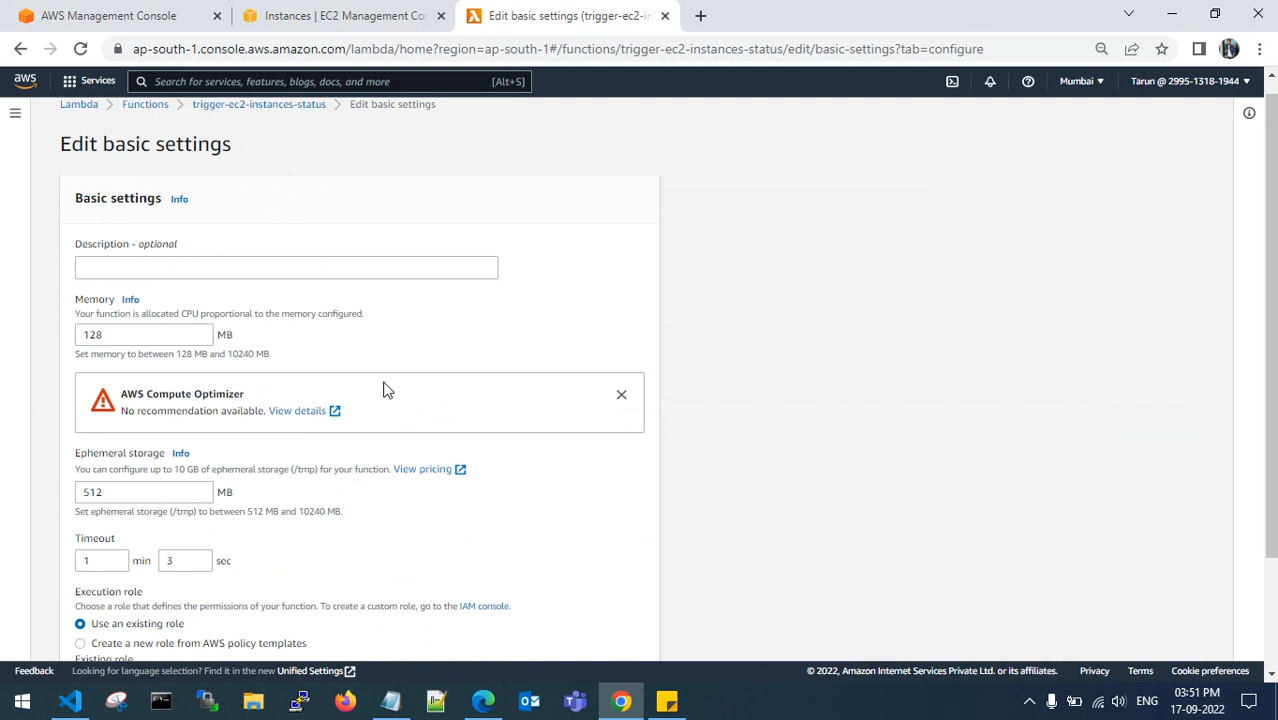 AWS Management Console
Instances | EC2 Management Con
Edit basic settings (trigger-ec2-in
ap-south-1.console.aws.amazon.com/lambda/home?region=ap-south-1#/functions/trigger-ec2-instances-status/edit/basic-settings?tab=configure
aws
Services
Search for services, features, blogs, docs, and more
[Alt+S]
Mumbai
Tarun @ 2995-1318-1944
Lambda
Functions
trigger-ec2-instances-status
Edit basic settings
Edit basic settings
Basic settings Info
Description - optional
Memory Info
Your function is allocated CPU proportional to the memory configured.
128 MB
Set memory to between 128 MB and 10240 MB
AWS Compute Optimizer
No recommendation available. View details
Ephemeral storage Info
You can configure up to 10 GB of ephemeral storage (/tmp) for your function. View pricing
512 MB
Set ephemeral storage (/tmp) to between 512 MB and 10240 MB.
Timeout
1 min 3 sec
Execution role
Choose a role that defines the permissions of your function. To create a custom role, go to the IAM console.
Use an existing role
Create a new role from AWS policy templates
Existing role
Feedback
Looking for language selection? Find it in the new Unified Settings
© 2022, Amazon Internet Services Private Ltd. or its affiliates.
Privacy
Terms
Cookie preferences
ENG
03:51 PM
17-09-2022